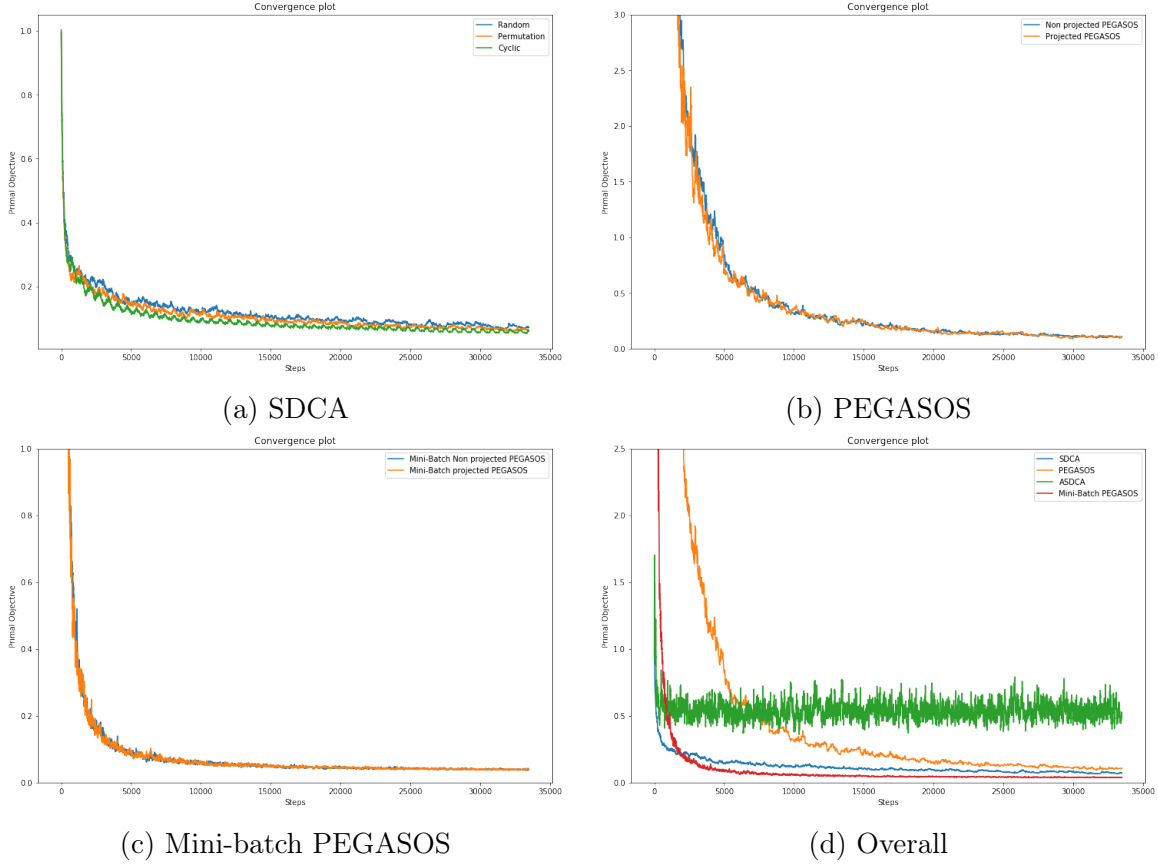 Convergence plot
Primal Objective
1.0
0.8
0.6
0.4
0.2
Random
Permutation
Cyclic
0 5000 10000 15000 20000 25000 30000 35000
Steps
(a) SDCA
Convergence plot
Primal Objective
3.0
2.5
2.0
1.5
1.0
0.5
0.0
Non projected PEGASOS
Projected PEGASOS
0 5000 10000 15000 20000 25000 30000 35000
Steps
(b) PEGASOS
Convergence plot
Primal Objective
1.0
0.8
0.6
0.4
0.2
0.0
Mini-Batch Non projected PEGASOS
Mini-Batch projected PEGASOS
0 5000 10000 15000 20000 25000 30000 35000
Steps
(c) Mini-batch PEGASOS
Convergence plot
Primal Objective
2.5
2.0
1.5
1.0
0.5
0.0
SDCA
PEGASOS
ASDCA
Mini-Batch PEGASOS
0 5000 10000 15000 20000 25000 30000 35000
Steps
(d) Overall